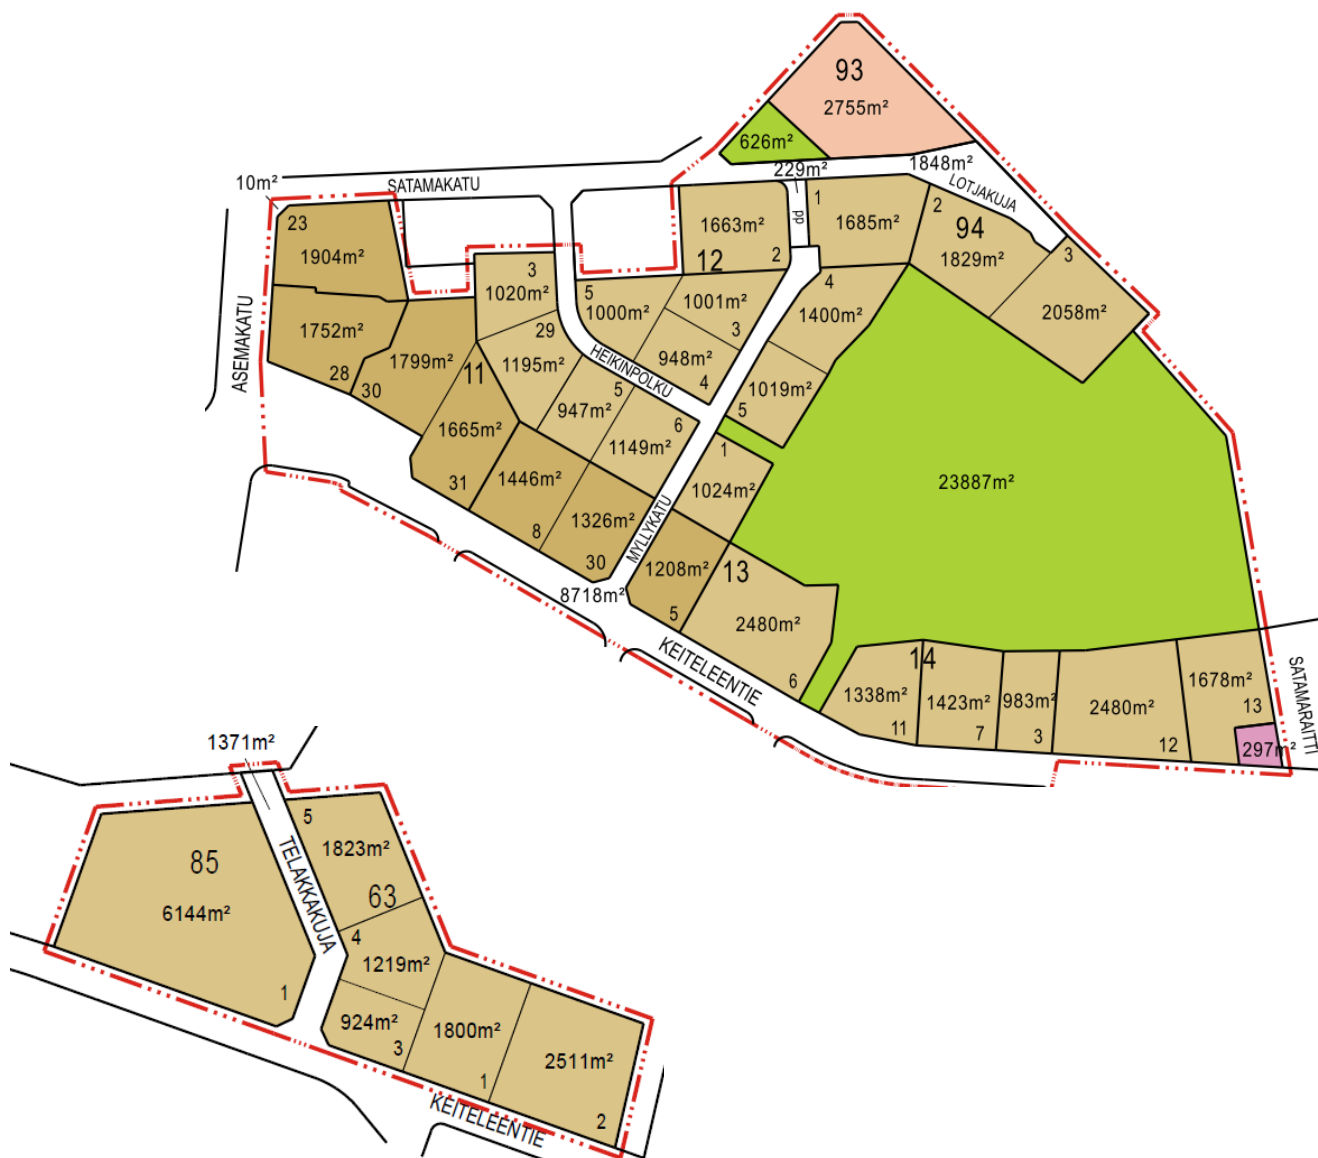 93
2755m²
626m²
229m²
1848m²
LOTJAKUJA
10m²
SATAMAKATU
23
1904m²
1663m²
12
2
pp
1
1685m²
2
94
1829m²
3
2058m²
ASEMAKATU
1752m²
28
1799m²
30
3
1020m²
29
1195m²
11
5
1000m²
1001m²
3
948m²
4
HEIKINPOLKU
4
1400m²
1019m²
5
5
947m²
6
1149m²
1665m²
31
1446m²
8
1326m²
30
MYLLYKATU
1
1024m²
23887m²
1208m²
5
13
2480m²
6
8718m²
KEITELEENTIE
14
1338m²
11
1423m²
7
983m²
3
2480m²
12
1678m²
13
297m²
SATAMARAITTI
1371m²
TELAKKAKUJA
85
6144m²
1
5
1823m²
63
4
1219m²
924m²
3
1800m²
1
2511m²
2
KEITELEENTIE